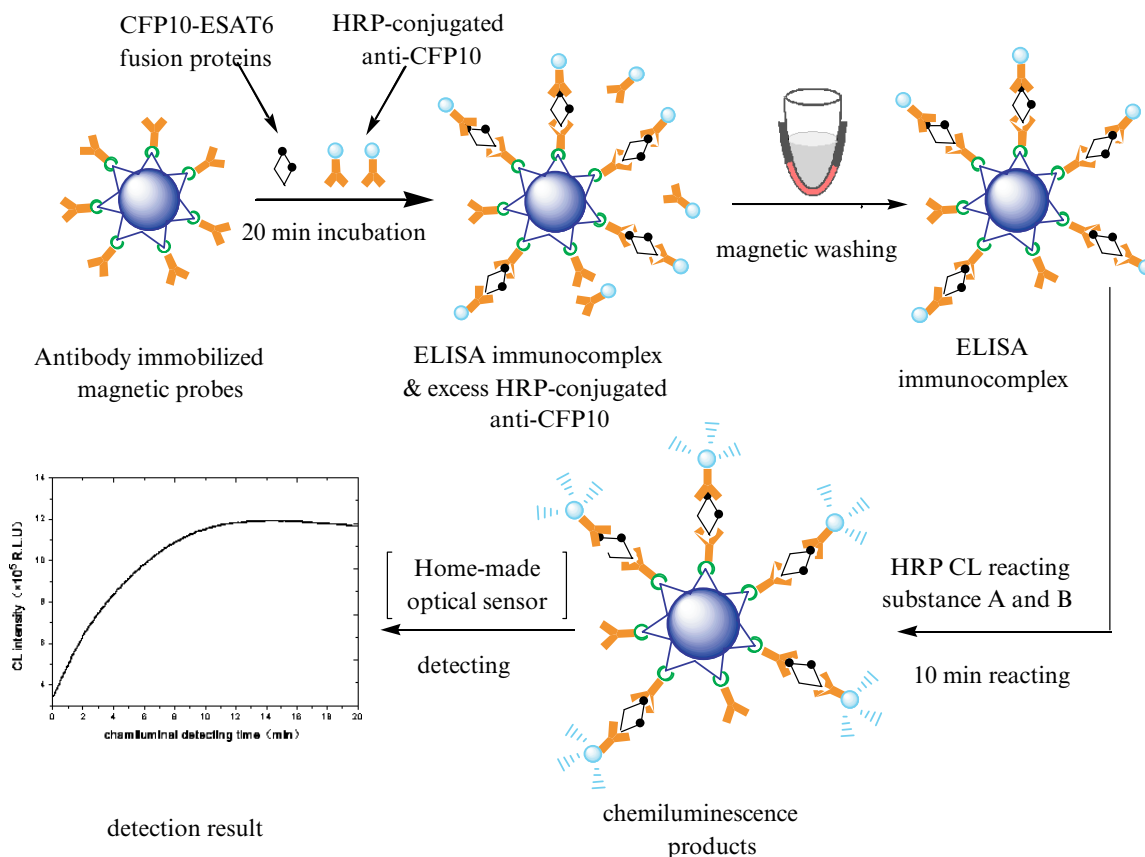 CFP10-ESAT6
fusion proteins
HRP-conjugated
anti-CFP10
20 min incubation
magnetic washing
Antibody immobilized
magnetic probes
ELISA immunocomplex
& excess HRP-conjugated
anti-CFP10
ELISA
immunocomplex
HRP CL reacting
substance A and B
10 min reacting
Home-made
optical sensor
detecting
CL intensity (×10⁵ R.L.U)
14
12
10
8
6
4
0 2 4 6 8 10 12 14 16 18 20
chamiluminal detecting time (min)
detection result
chemiluminescence
products